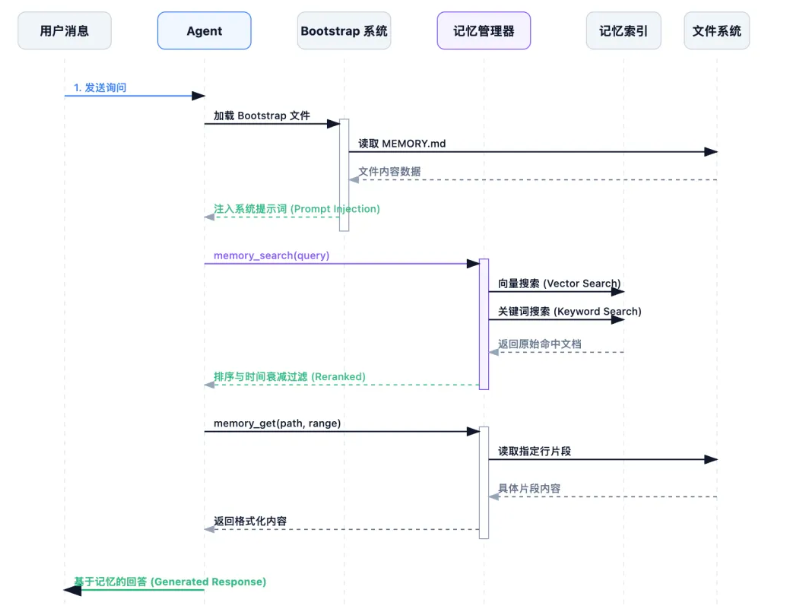 用户消息
Agent
Bootstrap 系统
记忆管理器
记忆索引
文件系统
1. 发送询问
加载 Bootstrap 文件
读取 MEMORY.md
文件内容数据
注入系统提示词 (Prompt Injection)
memory_search(query)
向量搜索 (Vector Search)
关键词搜索 (Keyword Search)
返回原始命中文档
排序与时间衰减过滤 (Reranked)
memory_get(path, range)
读取指定行片段
具体片段内容
返回格式化内容
基于记忆的回答 (Generated Response)